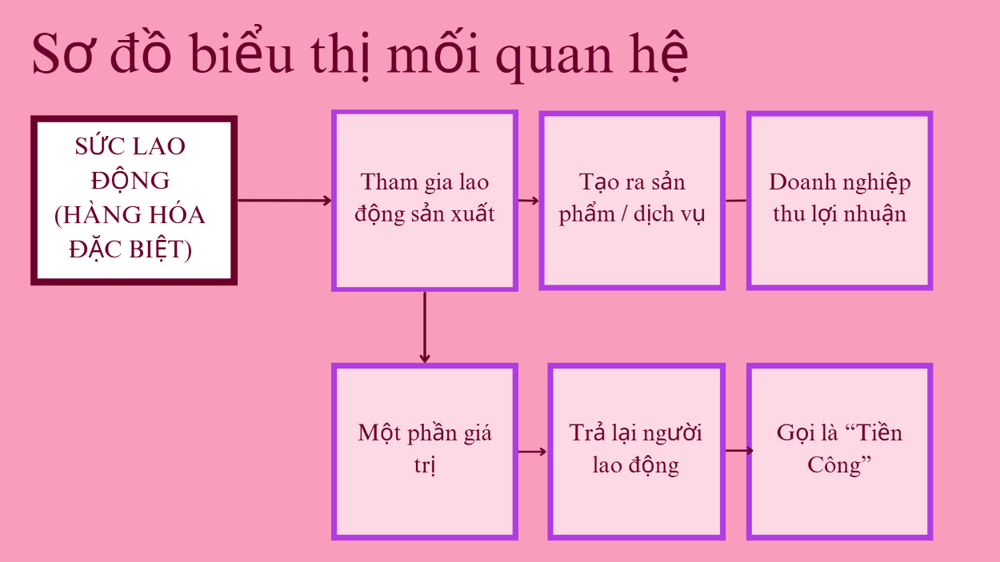 Sơ đồ biểu thị mối quan hệ
SỨC LAO
ĐỘNG
(HÀNG HÓA
ĐẶC BIỆT)
Tham gia lao
động sản xuất
Tạo ra sản
phẩm / dịch vụ
Doanh nghiệp
thu lợi nhuận
Một phần giá
trị
Trả lại người
lao động
Gọi là “Tiền
Công”